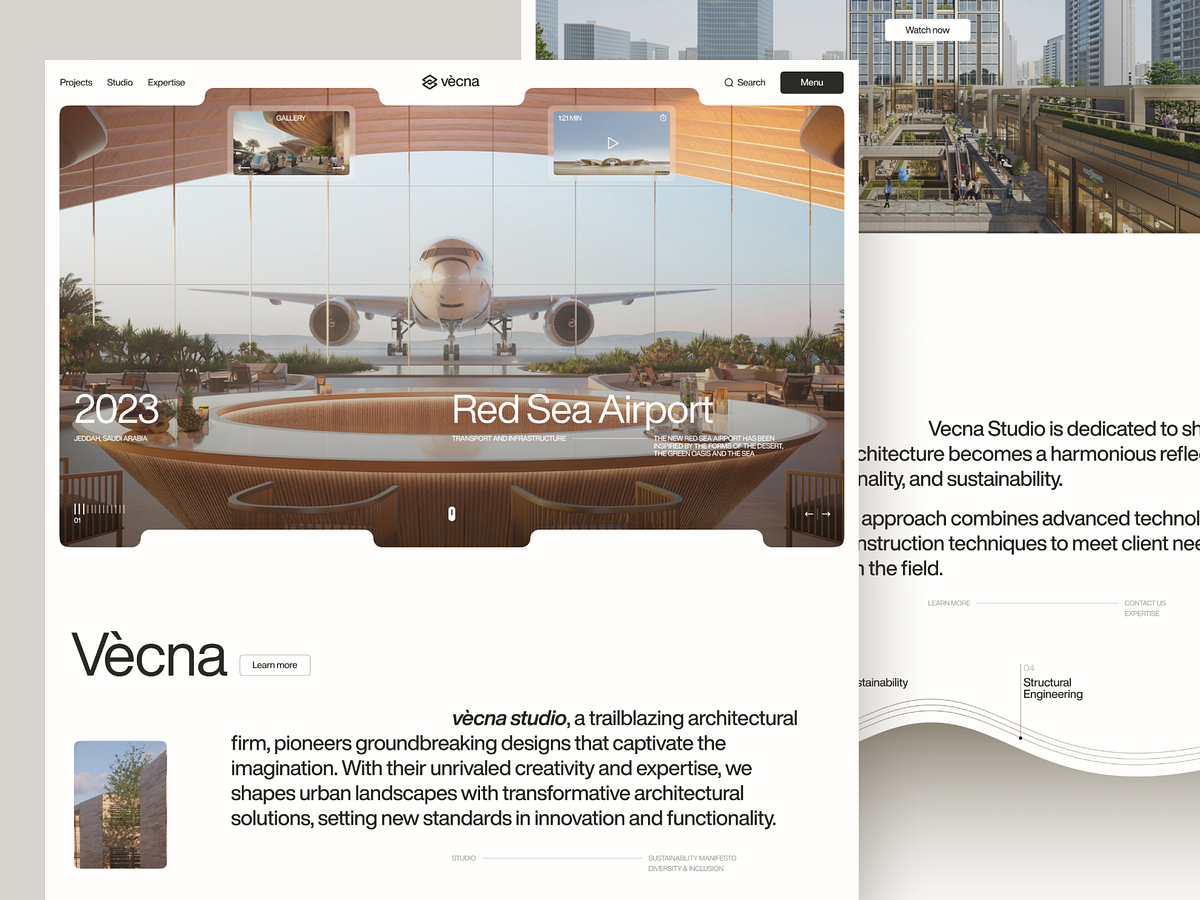 Watch now
Projects
Studio
Expertise
vècna
Search
Menu
GALLERY
1:21 MIN
2023
JEDDAH, SAUDI ARABIA
Red Sea Airport
TRANSPORT AND INFRASTRUCTURE
THE NEW RED SEA AIRPORT HAS BEEN
INSPIRED BY THE FORMS OF THE DESERT,
THE GREEN OASIS AND THE SEA.
01
Vècna
Learn more
vècna studio, a trailblazing architectural
firm, pioneers groundbreaking designs that captivate the
imagination. With their unrivaled creativity and expertise, we
shapes urban landscapes with transformative architectural
solutions, setting new standards in innovation and functionality.
STUDIO
SUSTAINABLITY MANIFESTO
DIVERSITY & INCLUSION
Vecna Studio is dedicated to sh
chitecture becomes a harmonious refle
nality, and sustainability.
approach combines advanced technol
nstruction techniques to meet client nee
n the field.
LEARN MORE
CONTACT US
EXPERTISE
stainability
04
Structural
Engineering